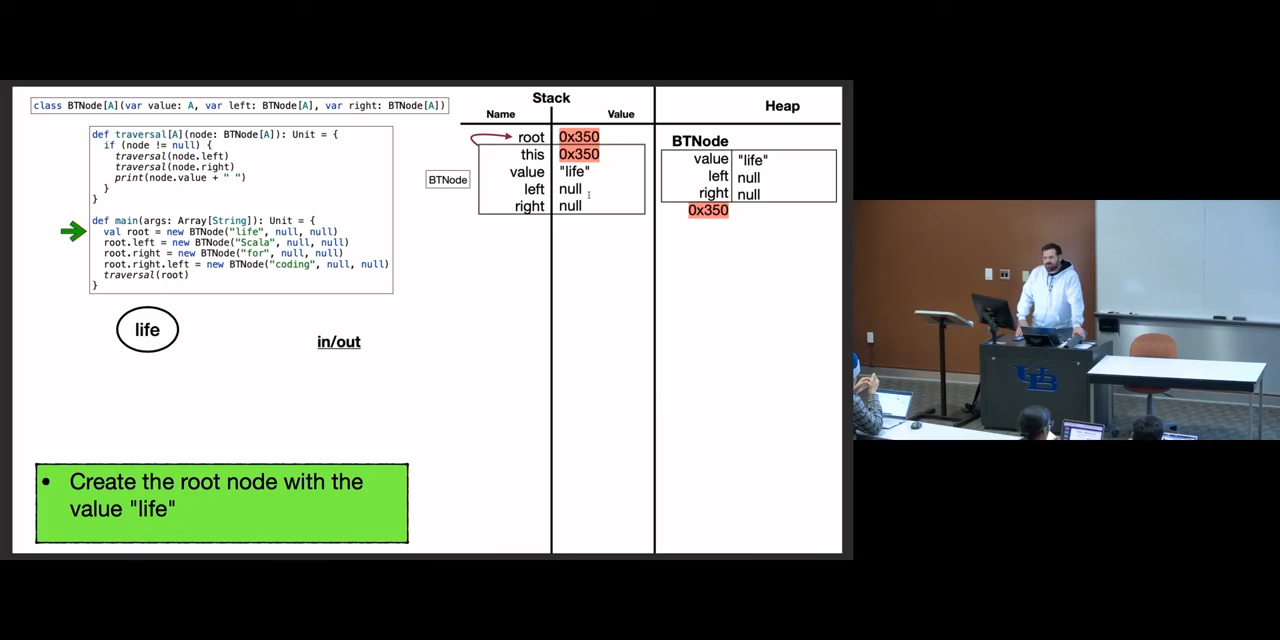 class BTNode[A](var value: A, var left: BTNode[A], var right: BTNode[A])
def traversal[A](node: BTNode[A]): Unit = {
if (node != null) {
traversal(node.left)
traversal(node.right)
print(node.value + " ")
}
}
def main(args: Array[String]): Unit = {
val root = new BTNode("life", null, null)
root.left = new BTNode("Scala", null, null)
root.right = new BTNode("for", null, null)
root.right.left = new BTNode("coding", null, null)
traversal(root)
}
life
in/out
• Create the root node with the
value "life"
Stack
Name Value
root 0x350
BTNode
this 0x350
value "life"
left null
right null
Heap
BTNode
value "life"
left null
right null
0x350
UB